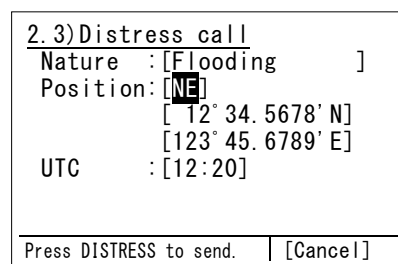 2.3)Distress call
Nature :[Flooding ]
Position:[NE]
[ 12°34.5678'N]
[123°45.6789'E]
UTC :[12:20]
Press DISTRESS to send. [Cancel]